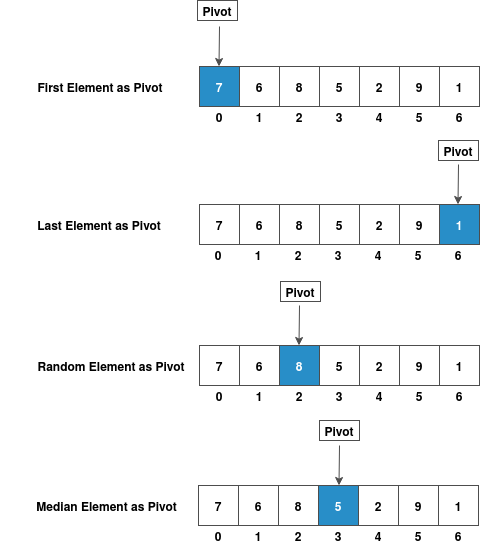 Pivot
First Element as Pivot 7 6 8 5 2 9 1
0 1 2 3 4 5 6
Pivot
Last Element as Pivot 7 6 8 5 2 9 1
0 1 2 3 4 5 6
Pivot
Random Element as Pivot 7 6 8 5 2 9 1
0 1 2 3 4 5 6
Pivot
Median Element as Pivot 7 6 8 5 2 9 1
0 1 2 3 4 5 6